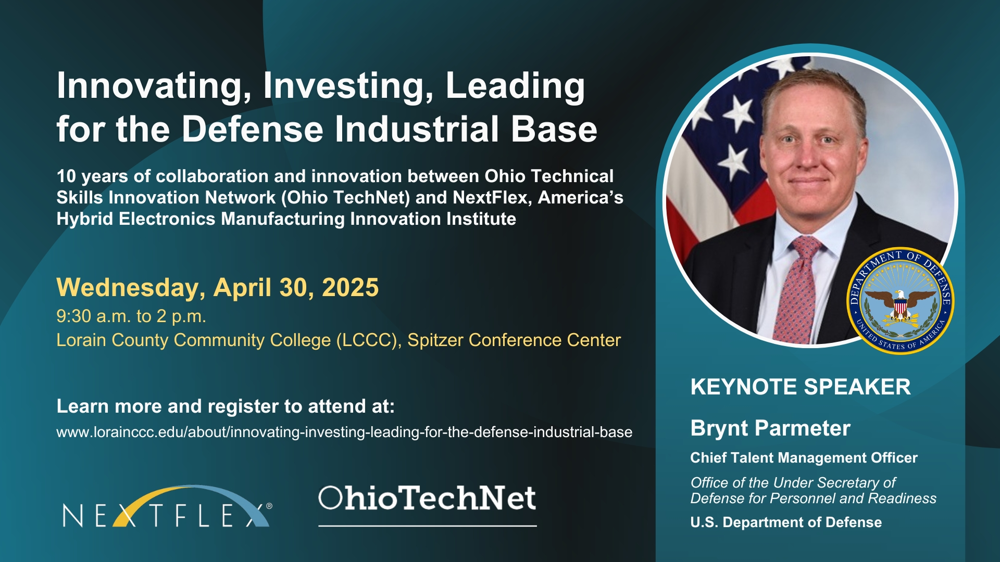 Innovating, Investing, Leading
for the Defense Industrial Base
10 years of collaboration and innovation between Ohio Technical
Skills Innovation Network (Ohio TechNet) and NextFlex, America’s
Hybrid Electronics Manufacturing Innovation Institute
Wednesday, April 30, 2025
9:30 a.m. to 2 p.m.
Lorain County Community College (LCCC), Spitzer Conference Center
Learn more and register to attend at:
www.lorainccc.edu/about/innovating-investing-leading-for-the-defense-industrial-base
NEXTFLEX®
OhioTechNet
DEPARTMENT OF DEFENSE
UNITED STATES OF AMERICA
KEYNOTE SPEAKER
Brynt Parmeter
Chief Talent Management Officer
Office of the Under Secretary of
Defense for Personnel and Readiness
U.S. Department of Defense